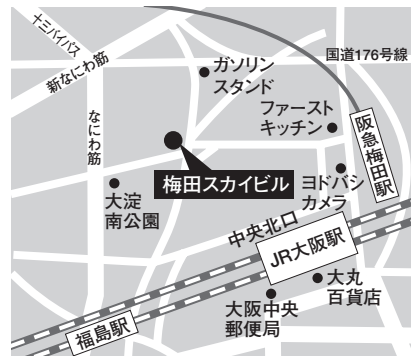 十三バイパス
新なにわ筋
なにわ筋
ガソリン
スタンド
国道176号線
ファースト
キッチン
阪急梅田駅
梅田スカイビル
ヨドバシ
カメラ
大淀
南公園
中央北口
JR大阪駅
大丸
百貨店
大阪中央
郵便局
福島駅